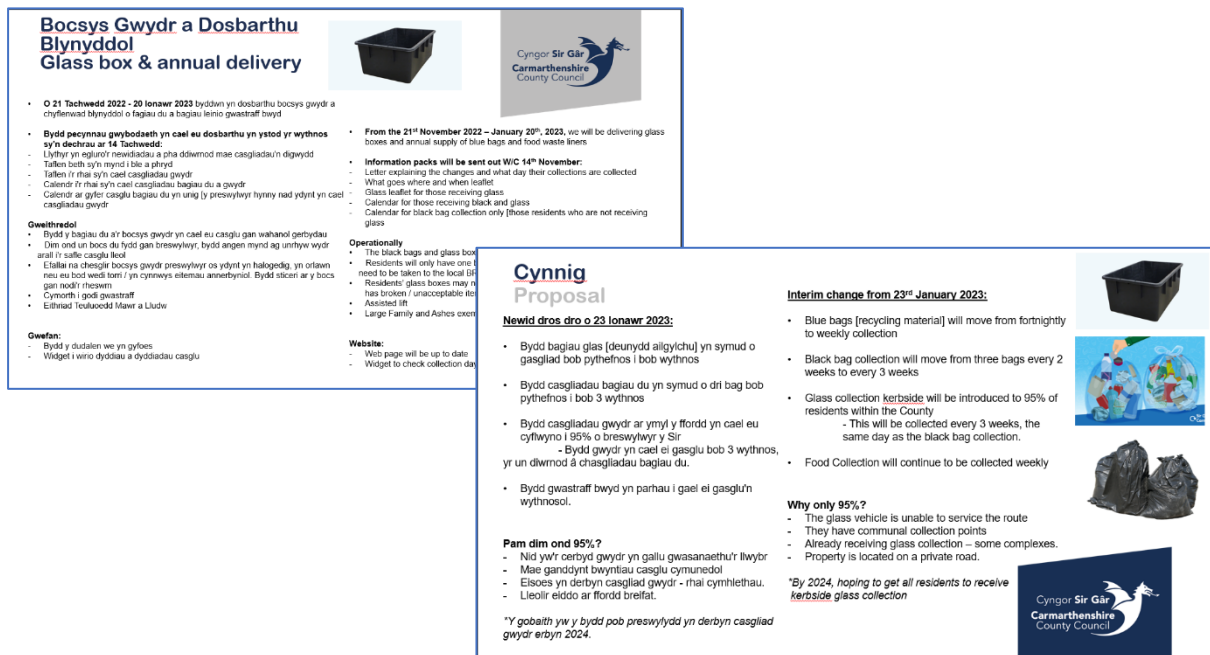 Bocsys Gwydr a Dosbarthu
Blynyddol
Glass box & annual delivery
Cyngor Sir Gâr
Carmarthenshire
County Council
• O 21 Tachwedd 2022 - 20 Ionawr 2023 byddwn yn dosbarthu bocsys gwydr a
chyflenwad blynyddol o fagiau du a bagiau leinio gwastraff bwyd
• Bydd pecynnau gwybodaeth yn cael eu dosbarthu yn ystod yr wythnos
sy'n dechrau ar 14 Tachwedd:
- Llythyr yn egluro'r newidiadau a pha ddiwrnod mae casgliadau'n digwydd
- Taflen beth sy'n mynd i ble a phryd
- Taflen i'r rhai sy'n cael casgliadau gwydr
- Calendr i'r rhai sy'n cael casgliadau bagiau du a gwydr
- Calendr ar gyfer casglu bagiau du yn unig [y preswylwyr hynny nad ydynt yn cael
casgliadau gwydr
Gweithredol
• Bydd y bagiau du a'r bocsys gwydr yn cael eu casglu gan wahanol gerbydau
• Dim ond un bocs du fydd gan breswylwyr, bydd angen mynd ag unrhyw wydr
arall i'r safle casglu lleol
• Efallai na chesglir bocsys gwydr preswylwyr os ydynt yn halogedig, yn orlawn
neu eu bod wedi torri / yn cynnwys eitemau annerbyniol. Bydd sticeri ar y bocs
gan nodi'r rheswm
• Cymorth i godi gwastraff
• Eithriad Teuluoedd Mawr a Lludw
Gwefan:
- Bydd y dudalen we yn gyfoes
- Widget i wirio dyddiau a dyddiadau casglu
• From the 21st November 2022 – January 20th, 2023, we will be delivering glass
boxes and annual supply of blue bags and food waste liners
• Information packs will be sent out W/C 14th November:
- Letter explaining the changes and what day their collections are collected
- What goes where and when leaflet
- Glass leaflet for those receiving glass
- Calendar for those receiving black and glass
- Calendar for black bag collection only [those residents who are not receiving
glass
Operationally
• The black bags and glass box
• Residents will only have one
need to be taken to the local
• Residents' glass boxes may
has broken / unacceptable
• Assisted lift
• Large Family and Ashes
Website:
- Web page will be up to date
- Widget to check collection
Cynnig
Proposal
Newid dros dro o 23 Ionawr 2023:
• Bydd bagiau glas [deunydd ailgylchu] yn symud o
gasgliad bob pythefnos i bob wythnos
• Bydd casgliadau bagiau du yn symud o dri bag bob
pythefnos i bob 3 wythnos
• Bydd casgliadau gwydr ar ymyl y ffordd yn cael eu
cyflwyno i 95% o breswylwyr y Sir
- Bydd gwydr yn cael ei gasglu bob 3 wythnos,
yr un diwrnod â chasgliadau bagiau du.
• Bydd gwastraff bwyd yn parhau i gael ei gasglu'n
wythnosol.
Pam dim ond 95%?
- Nid yw'r cerbyd gwydr yn gallu gwasanaethu'r llwybr
- Mae ganddynt bwyntiau casglu cymunedol
- Eisoes yn derbyn casgliad gwydr - rhai cymhlethau.
- Lleolir eiddo ar ffordd breifat.
*Y gobaith yw y bydd pob preswylydd yn derbyn casgliad
gwydr erbyn 2024.
Interim change from 23rd January 2023:
• Blue bags [recycling material] will move from fortnightly
to weekly collection
• Black bag collection will move from three bags every 2
weeks to every 3 weeks
• Glass collection kerbside will be introduced to 95% of
residents within the County
- This will be collected every 3 weeks, the
same day as the black bag collection.
• Food Collection will continue to be collected weekly
Why only 95%?
- The glass vehicle is unable to service the route
- They have communal collection points
- Already receiving glass collection – some complexes.
- Property is located on a private road.
*By 2024, hoping to get all residents to receive
kerbside glass collection
Cyngor Sir Gâr
Carmarthenshire
County Council